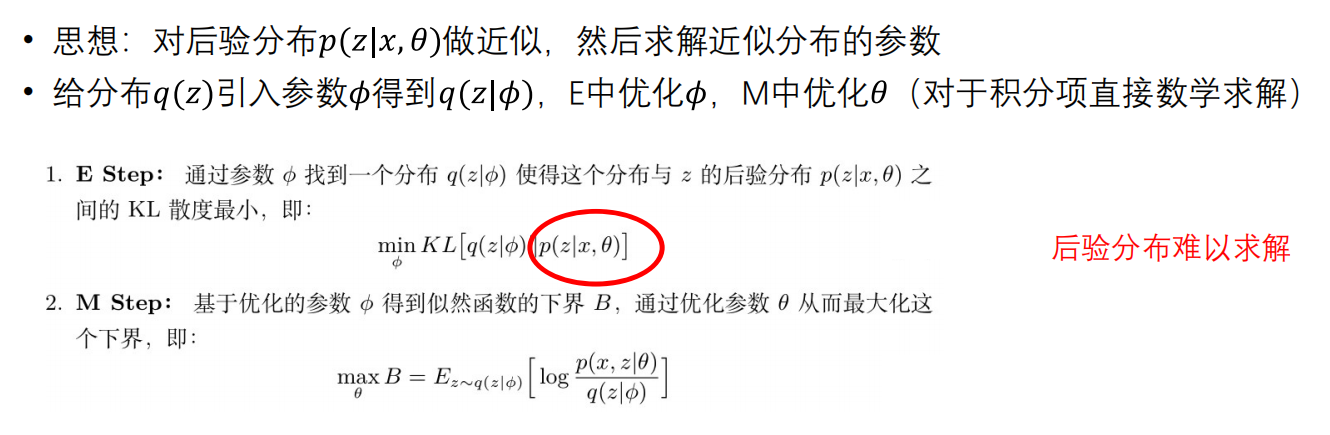 • 思想：对后验分布𝑝(𝑧|𝑥, 𝜃)做近似，然后求解近似分布的参数
• 给分布𝑞(𝑧)引入参数𝜙得到𝑞(𝑧|𝜙)，E中优化𝜙，M中优化𝜃（对于积分项直接数学求解）
1. E Step： 通过参数 ϕ 找到一个分布 q(z|ϕ) 使得这个分布与 z 的后验分布 p(z|x, θ) 之
间的 KL 散度最小，即：
min_ϕ KL[q(z|ϕ)||p(z|x, θ)]
后验分布难以求解
2. M Step： 基于优化的参数 ϕ 得到似然函数的下界 B，通过优化参数 θ 从而最大化这
个下界，即：
max_θ B = E_{z∼q(z|ϕ)}[log p(x, z|θ) / q(z|ϕ)]